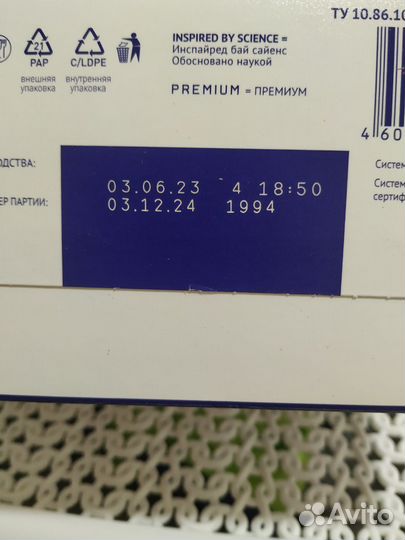 ТУ 10.86.10
INSPIRED BY SCIENCE =
Инспайред бай сайенс
Обосновано наукой
21
PAP
C/LDPE
внешняя
упаковка
внутренняя
упаковка
PREMIUM = ПРЕМИУМ
4 60
ОДСТВА:
ЕР ПАРТИИ:
03.06.23 4 18:50
03.12.24 1994
Систем
Систем
сертиф
Avito